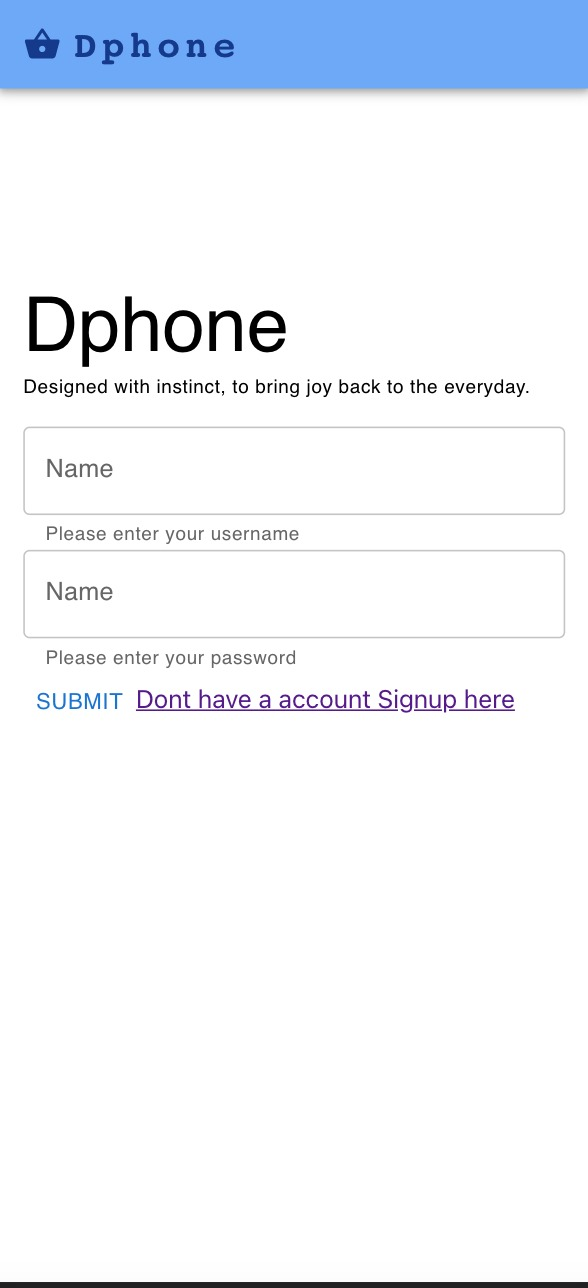 Dphone
Dphone
Designed with instinct, to bring joy back to the everyday.
Name
Please enter your username
Name
Please enter your password
SUBMIT Dont have a account Signup here